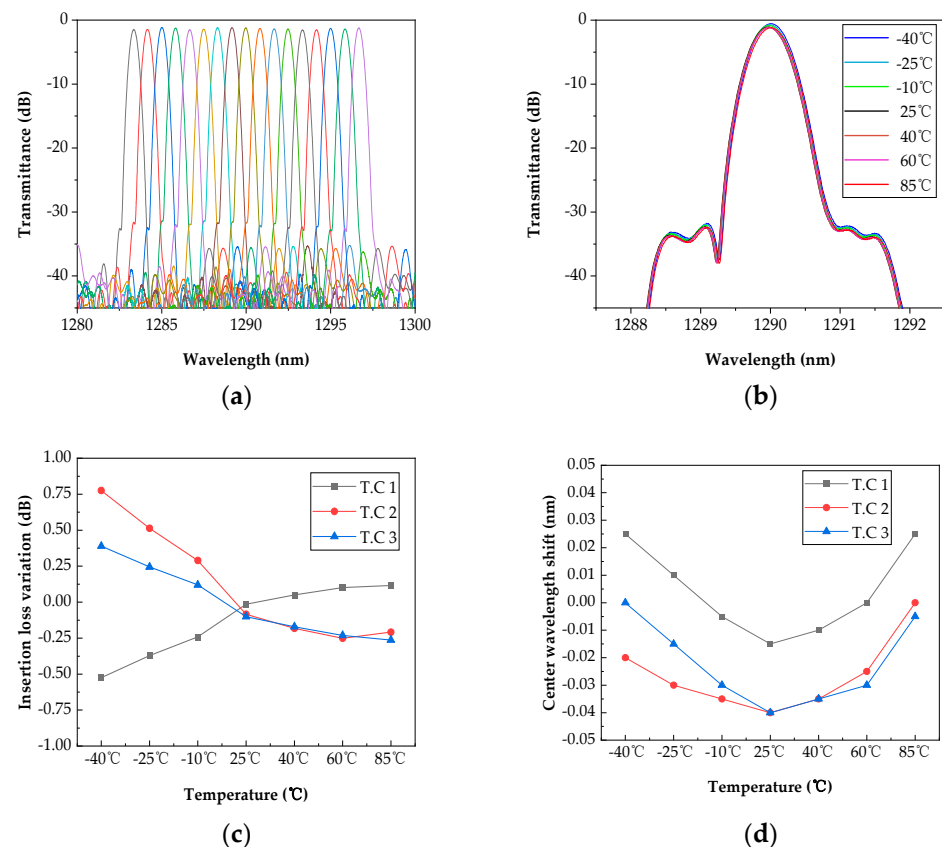 0
-10
-20
-30
-40
Transmittance (dB)
1280 1285 1290 1295 1300
Wavelength (nm)
(a)
0
-10
-20
-30
-40
Transmittance (dB)
-40℃
-25℃
-10℃
25℃
40℃
60℃
85℃
1288 1289 1290 1291 1292
Wavelength (nm)
(b)
1.00
0.75
0.50
0.25
0.00
-0.25
-0.50
-0.75
-1.00
Insertion loss variation (dB)
T.C 1
T.C 2
T.C 3
-40℃ -25℃ -10℃ 25℃ 40℃ 60℃ 85℃
Temperature (℃)
(c)
0.05
0.04
0.03
0.02
0.01
0.00
-0.01
-0.02
-0.03
-0.04
-0.05
Center wavelength shift (nm)
T.C 1
T.C 2
T.C 3
-40℃ -25℃ -10℃ 25℃ 40℃ 60℃ 85℃
Temperature (℃)
(d)